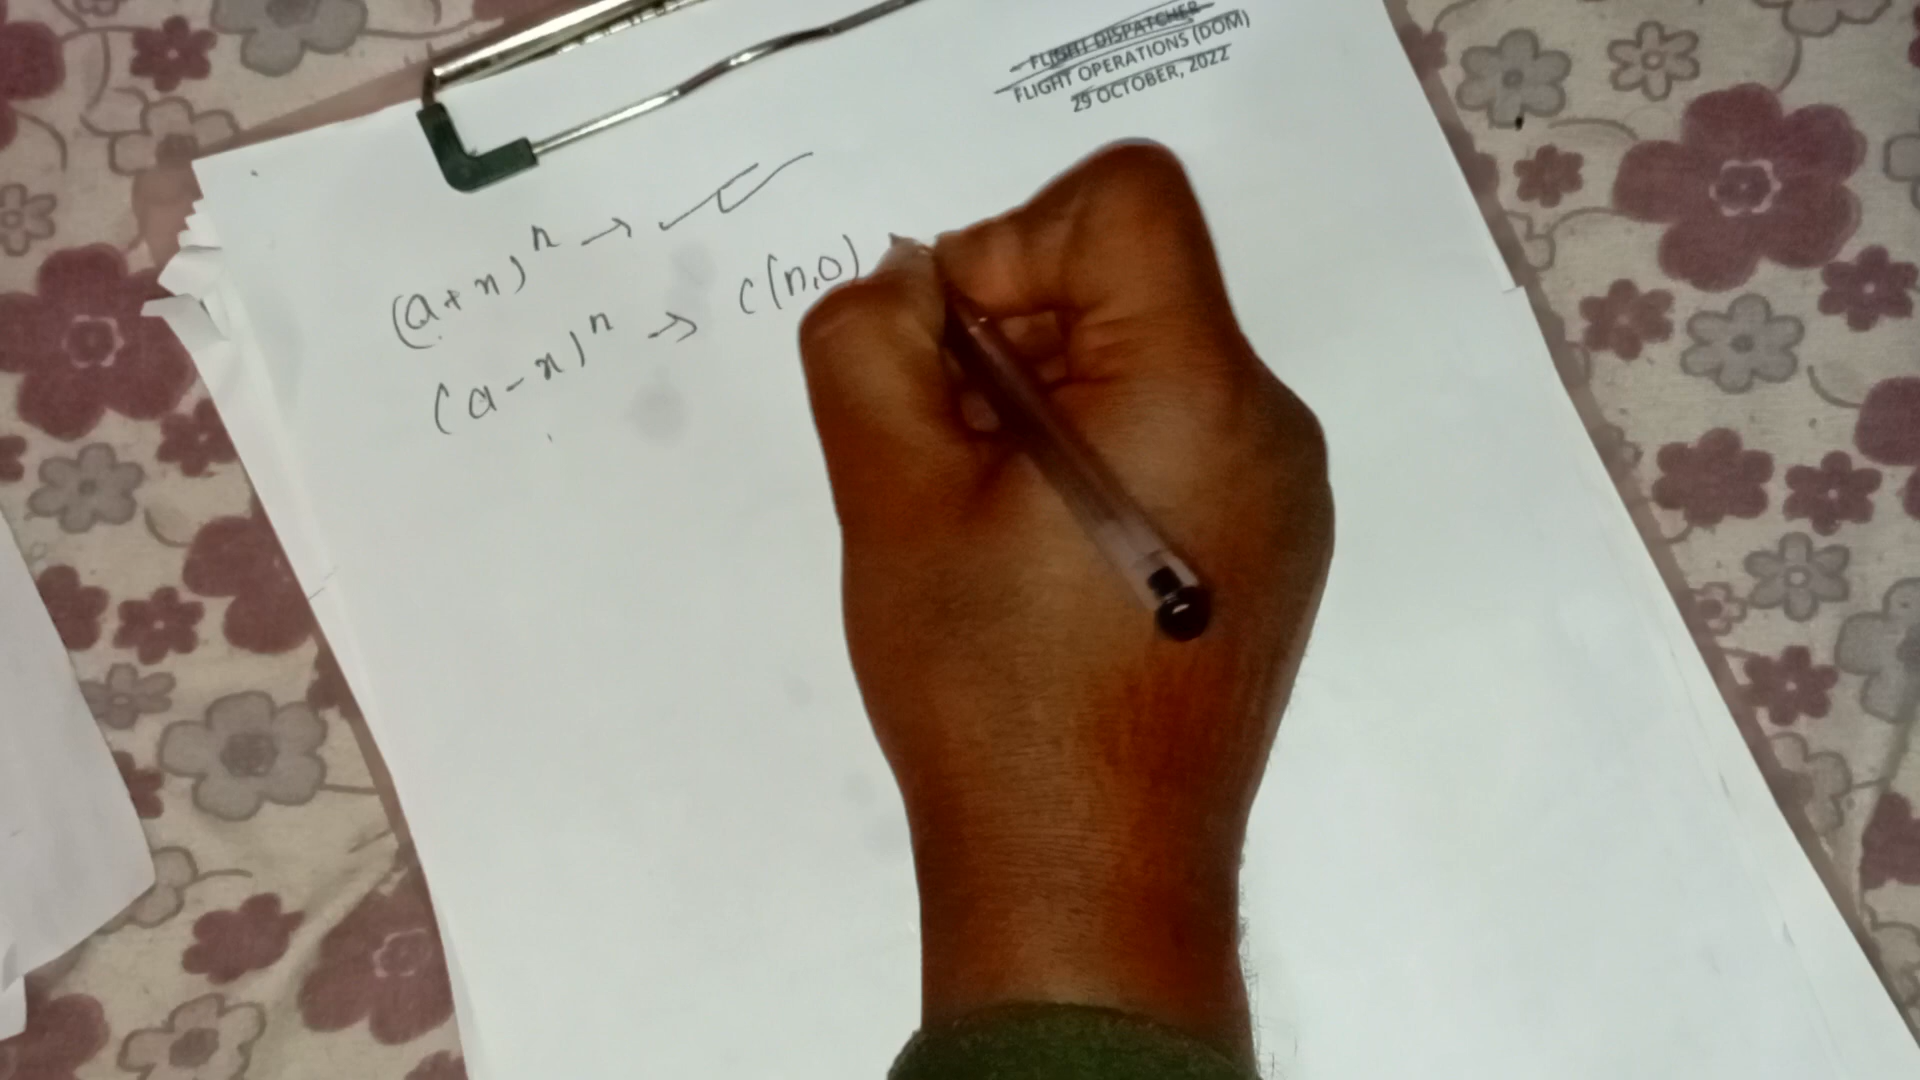 FLIGHT DISPATCHER
FLIGHT OPERATIONS (DOM)
29 OCTOBER, 2022
(a+x)^n →
(a-x)^n → C(n,0)